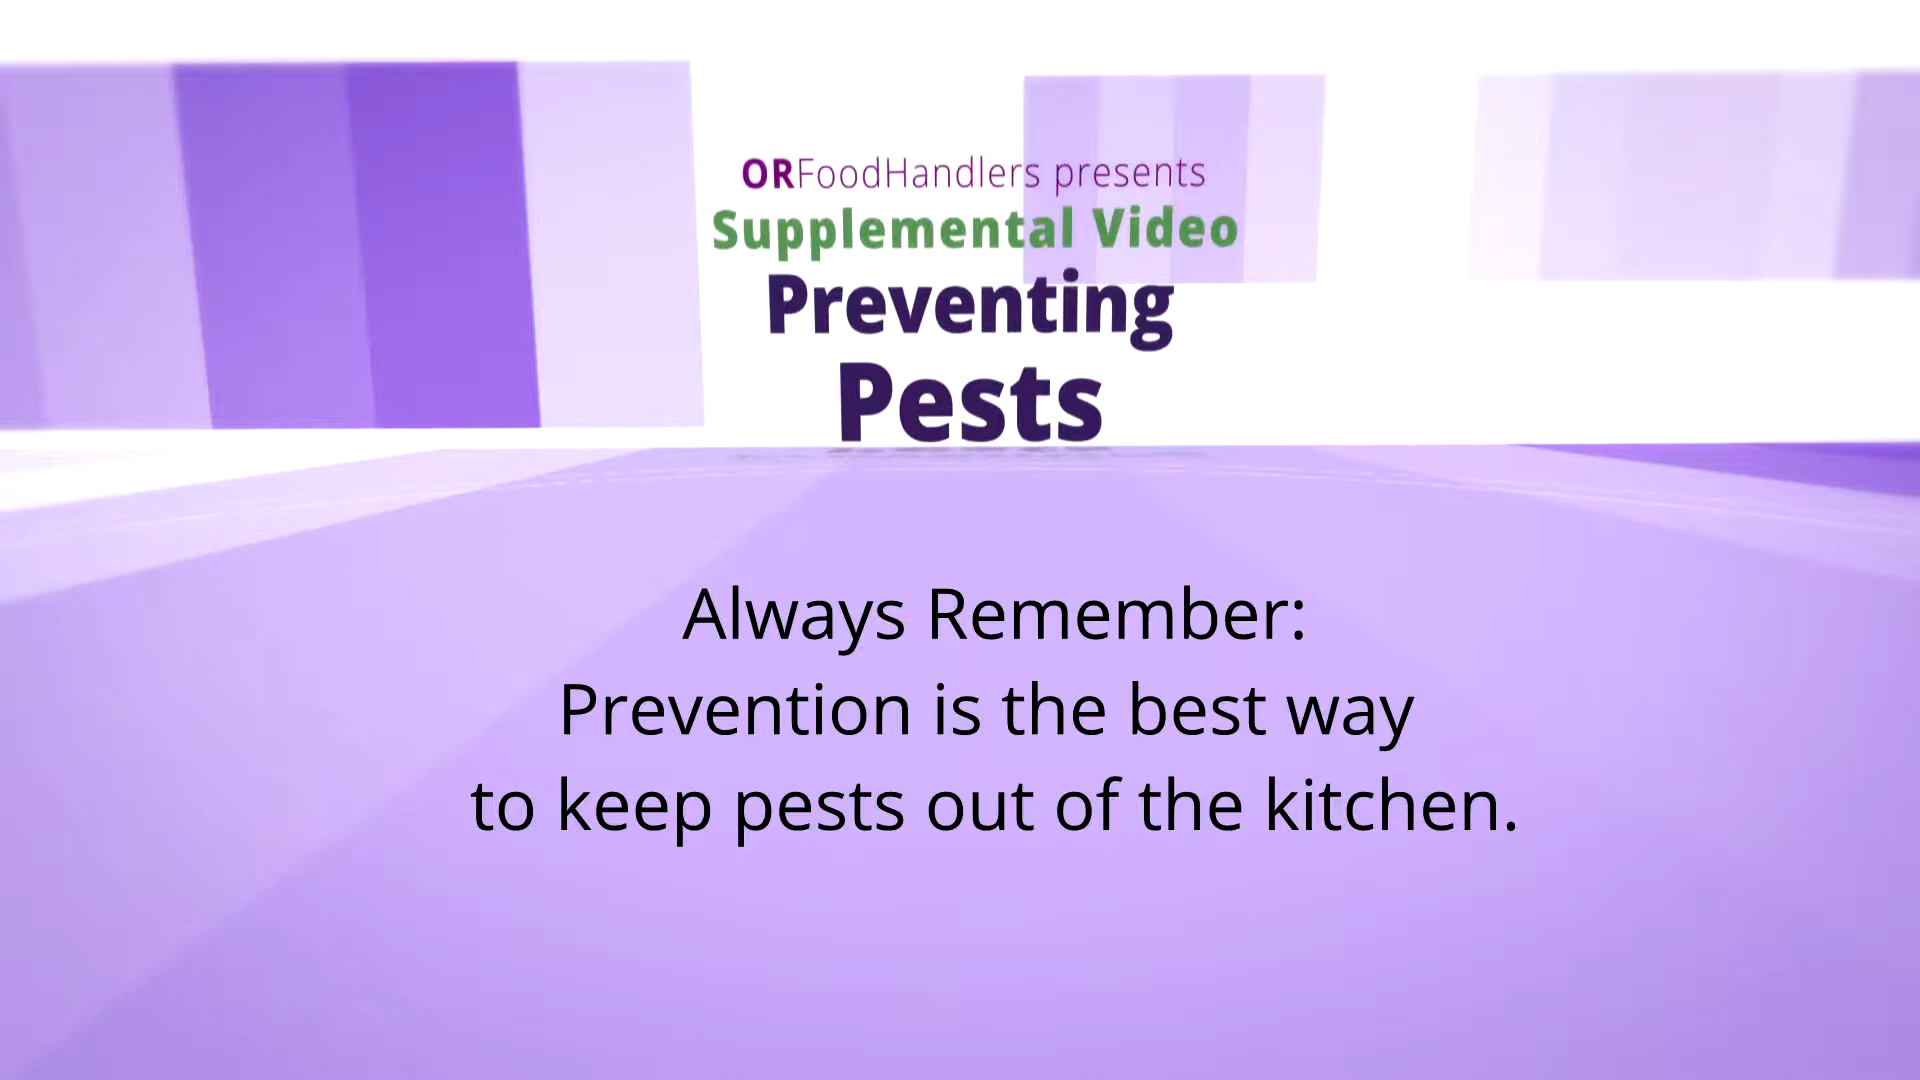 ORFoodHandlers presents
Supplemental Video
Preventing
Pests
Always Remember:
Prevention is the best way
to keep pests out of the kitchen.